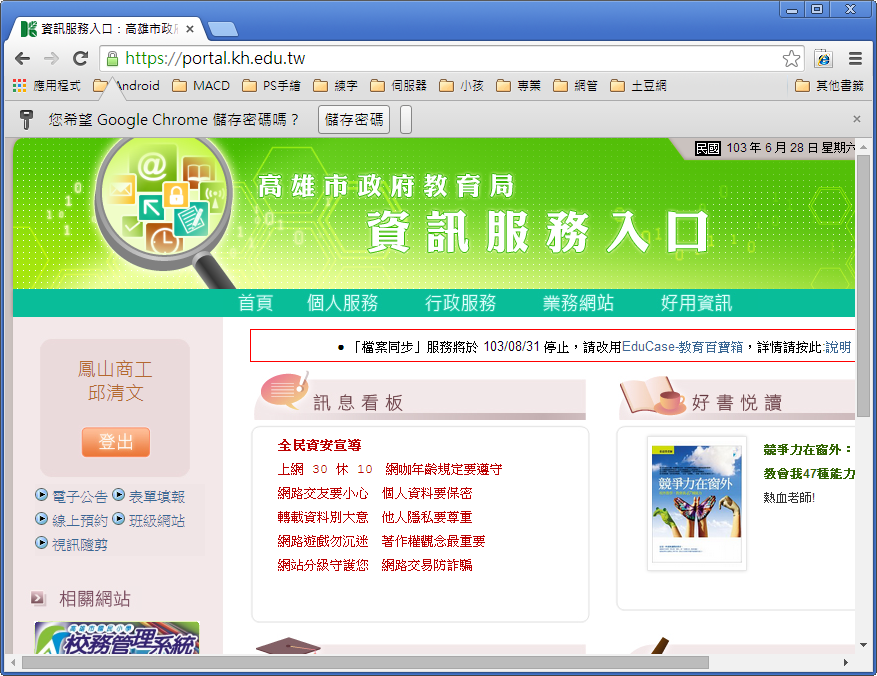 資訊服務入口：高雄市政府
https://portal.kh.edu.tw
應用程式 Android MACD PS手繪 練字 伺服器 小孩 專業 網管 土豆網 其他書籤
您希望 Google Chrome 儲存密碼嗎？ 儲存密碼
民國 103 年 6 月 28 日 星期六
高雄市政府教育局
資訊服務入口
首頁 個人服務 行政服務 業務網站 好用資訊
「檔案同步」服務將於 103/08/31 停止，請改用EduCase-教育百寶箱，詳情請按此:說明
鳳山商工
邱清文
登出
電子公告 表單填報
線上預約 班級網站
視訊隨剪
相關網站
高雄市國民小學
校務管理系統
訊息看板
全民資安宣導
上網 30 休 10 網咖年齡規定要遵守
網路交友要小心 個人資料要保密
轉載資料別大意 他人隱私要尊重
網路遊戲勿沉迷 著作權觀念最重要
網站分級守護您 網路交易防詐騙
好書悅讀
競爭力在窗外
競爭力在窗外：
教會我47種能力
熱血老師!